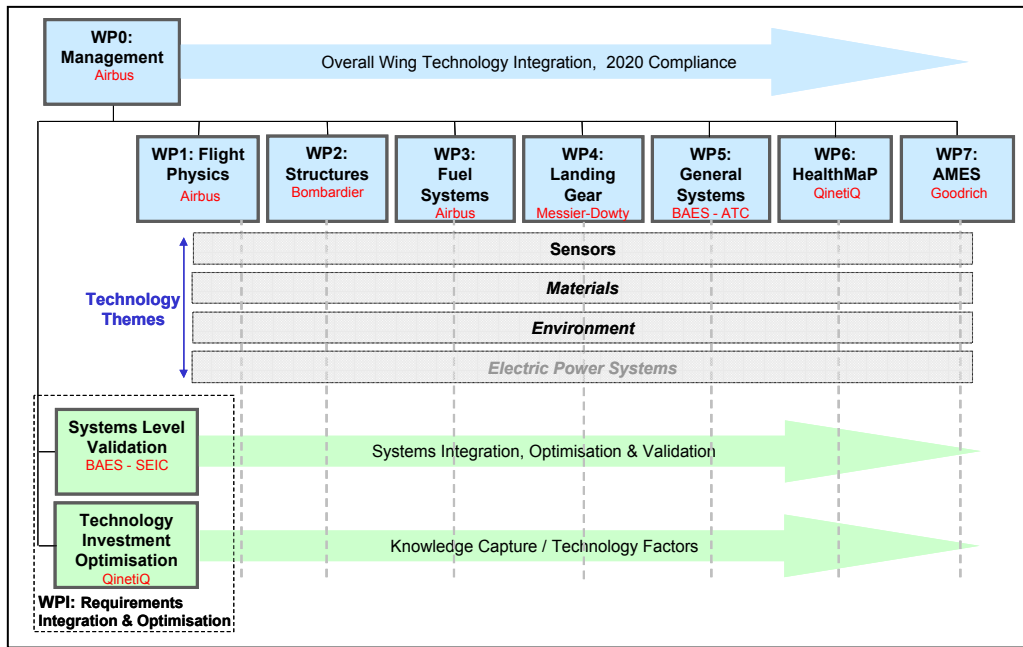 WP0:
Management
Airbus
Overall Wing Technology Integration, 2020 Compliance
WP1: Flight
Physics
Airbus
WP2:
Structures
Bombardier
WP3:
Fuel
Systems
Airbus
WP4:
Landing
Gear
Messier-Dowty
WP5:
General
Systems
BAES - ATC
WP6:
HealthMaP
QinetiQ
WP7:
AMES
Goodrich
Technology
Themes
Sensors
Materials
Environment
Electric Power Systems
Systems Level
Validation
BAES - SEIC
Systems Integration, Optimisation & Validation
Technology
Investment
Optimisation
QinetiQ
Knowledge Capture / Technology Factors
WPI: Requirements
Integration & Optimisation